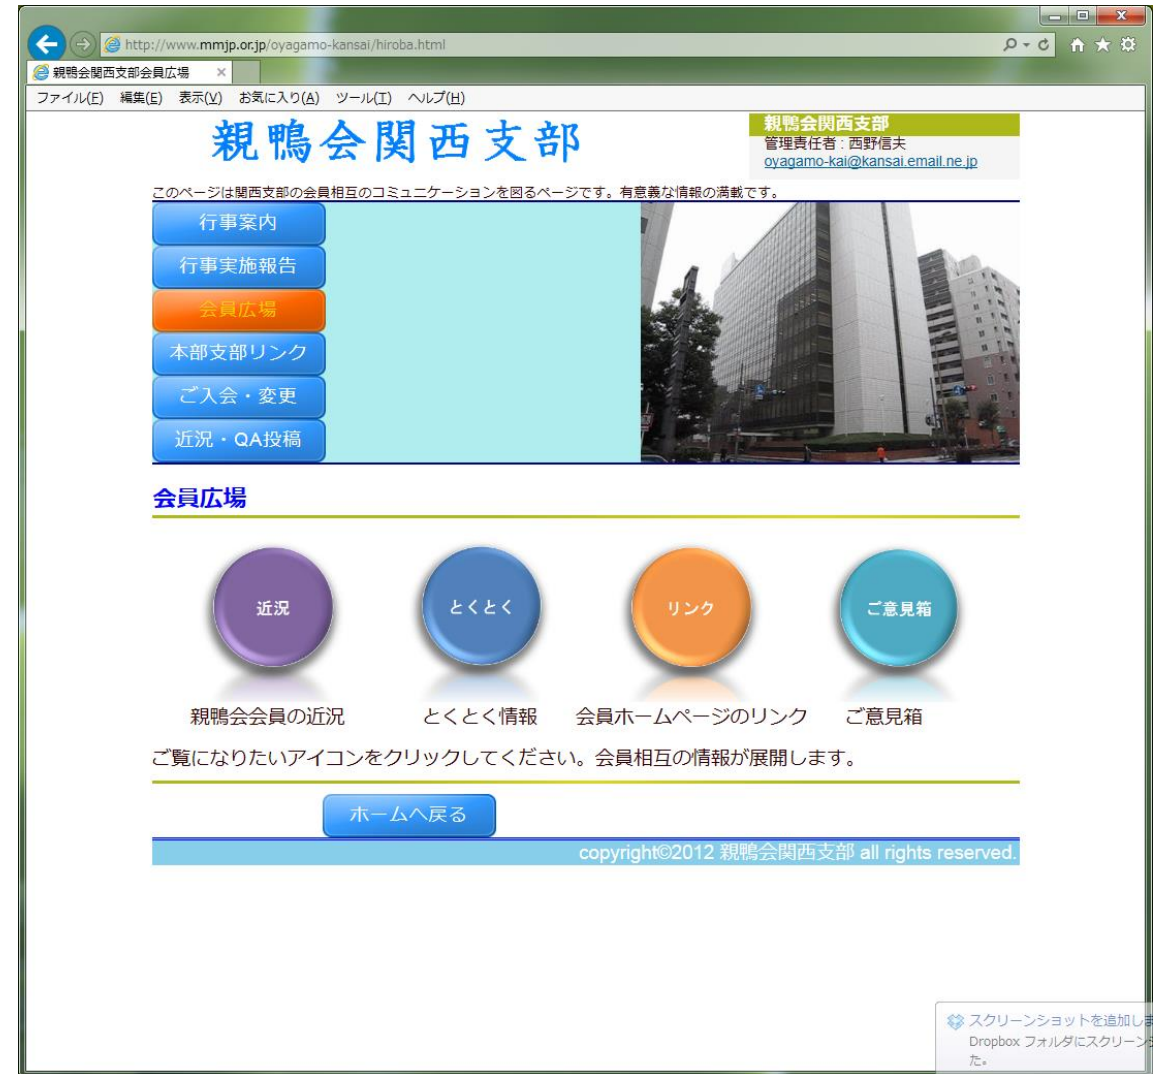 http://www.mmjp.or.jp/oyagamo-kansai/hiroba.html
親鴨会関西支部会員広場
ファイル(F) 編集(E) 表示(V) お気に入り(A) ツール(T) ヘルプ(H)
親鴨会関西支部
親鴨会関西支部
管理責任者 : 西野信夫
oyagamo-kai@kansai.email.ne.jp
このページは関西支部の会員相互のコミュニケーションを図るページです。有意義な情報の満載です。
行事案内
行事実施報告
会員広場
本部支部リンク
ご入会・変更
近況・QA投稿
会員広場
近況 とくとく リンク ご意見箱
親鴨会会員の近況 とくとく情報 会員ホームページのリンク ご意見箱
ご覧になりたいアイコンをクリックしてください。会員相互の情報が展開します。
ホームへ戻る
copyright©2012 親鴨会関西支部 all rights reserved.
スクリーンショットを追加しま
Dropbox フォルダにスクリーン
た。